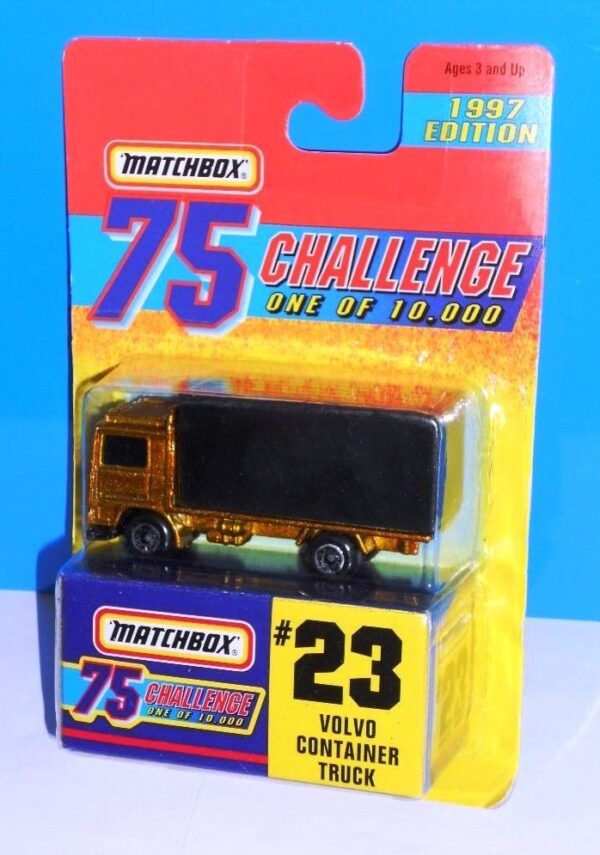 Ages 3 and Up
1997
EDITION
MATCHBOX®
75 CHALLENGE
ONE OF 10,000
MATCHBOX®
75 CHALLENGE
ONE OF 10,000
#23
VOLVO
CONTAINER
TRUCK